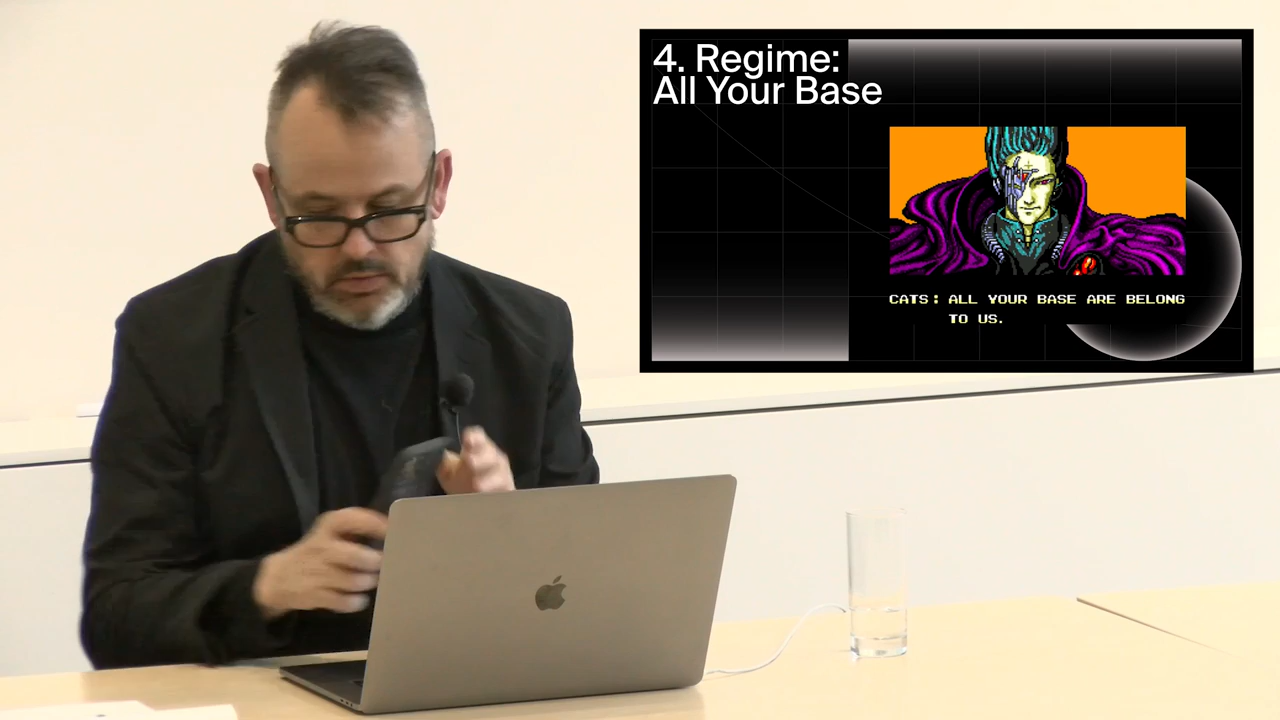 4. Regime:
All Your Base
CATS: ALL YOUR BASE ARE BELONG
TO US.